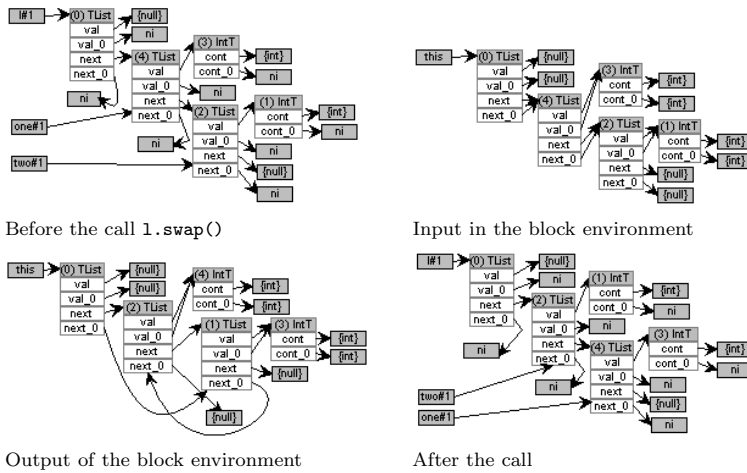 l#1
(0) TList
val
val_0
next
next_0
{null}
ni
ni
(4) TList
val
val_0
next
next_0
(3) IntT
cont
cont_0
{int}
ni
ni
ni
(2) TList
val
val_0
next
next_0
(1) IntT
cont
cont_0
{int}
ni
ni
{null}
ni
one#1
two#1
Before the call l.swap()
this
(0) TList
val
val_0
next
next_0
{null}
{null}
(4) TList
val
val_0
next
next_0
(3) IntT
cont
cont_0
{int}
{int}
(2) TList
val
val_0
next
next_0
(1) IntT
cont
cont_0
{int}
{int}
{null}
{null}
Input in the block environment
this
(0) TList
val
val_0
next
next_0
{null}
{null}
(2) TList
val
val_0
next
next_0
(4) IntT
cont
cont_0
{int}
{int}
(1) TList
val
val_0
next
next_0
(3) IntT
cont
cont_0
{int}
{int}
{null}
{null}
Output of the block environment
l#1
(0) TList
val
val_0
next
next_0
{null}
ni
ni
(2) TList
val
val_0
next
next_0
(1) IntT
cont
cont_0
{int}
ni
ni
ni
(4) TList
val
val_0
next
next_0
(3) IntT
cont
cont_0
{int}
ni
ni
{null}
ni
two#1
one#1
After the call